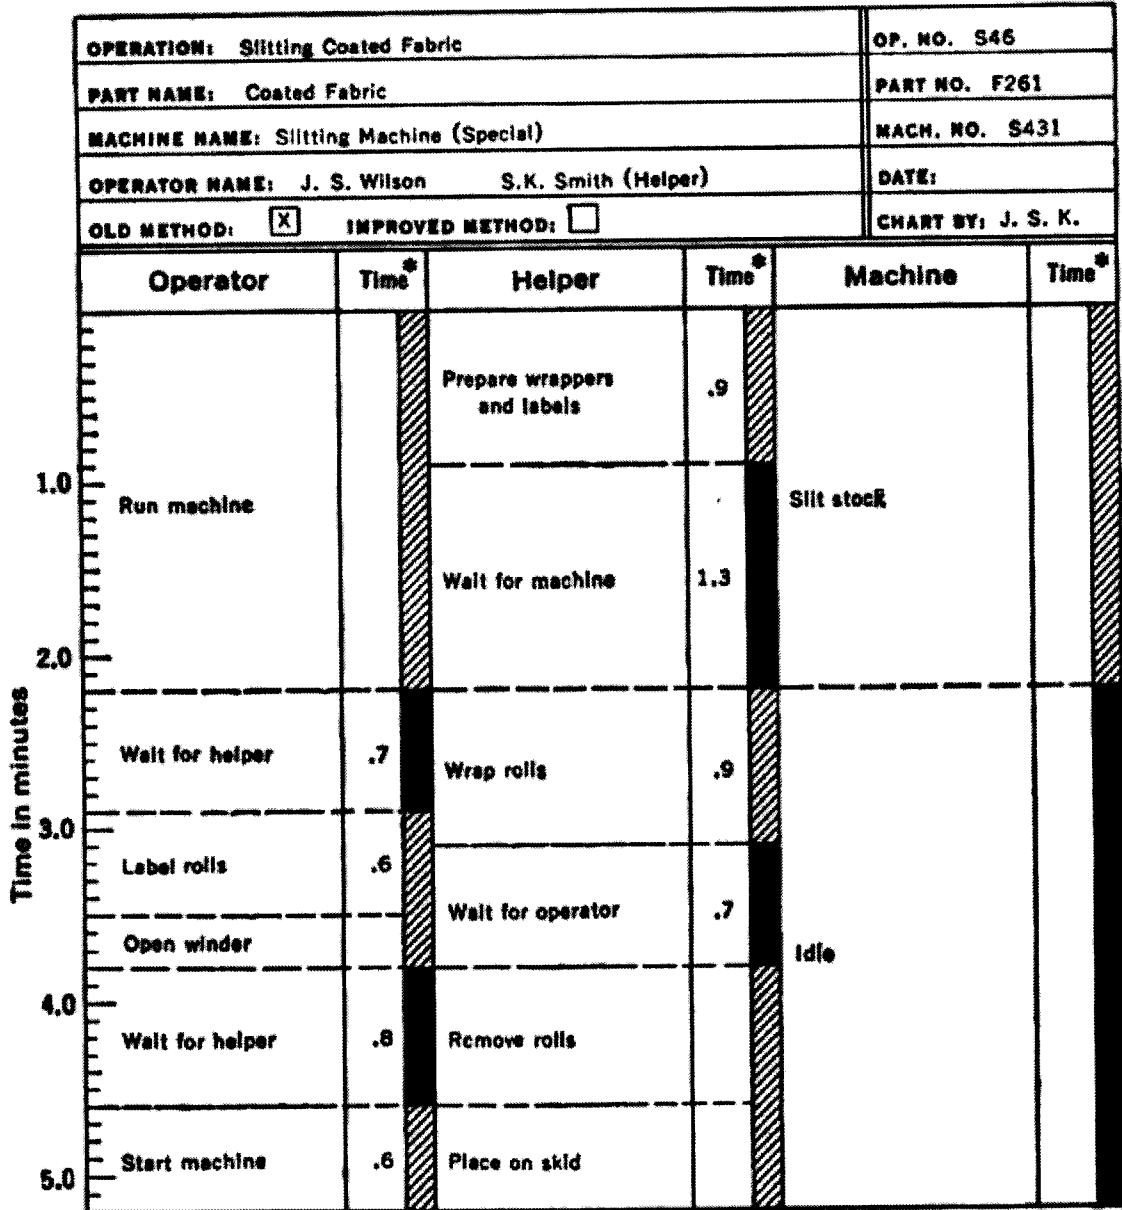 OPERATION: Slitting Coated Fabric OP. NO. S46
PART NAME: Coated Fabric PART NO. F261
MACHINE NAME: Slitting Machine (Special) MACH. NO. S431
OPERATOR NAME: J. S. Wilson S.K. Smith (Helper) DATE:
OLD METHOD: X IMPROVED METHOD: CHART BY: J. S. K.
Operator Time* Helper Time* Machine Time*
Prepare wrappers .9
and labels
1.0
Run machine Slit stock
Wait for machine 1.3
2.0
Time in minutes
Wait for helper .7 Wrap rolls .9
3.0
Label rolls .6
Wait for operator .7
Open winder Idle
4.0
Wait for helper .8 Remove rolls
Start machine .6 Place on skid
5.0